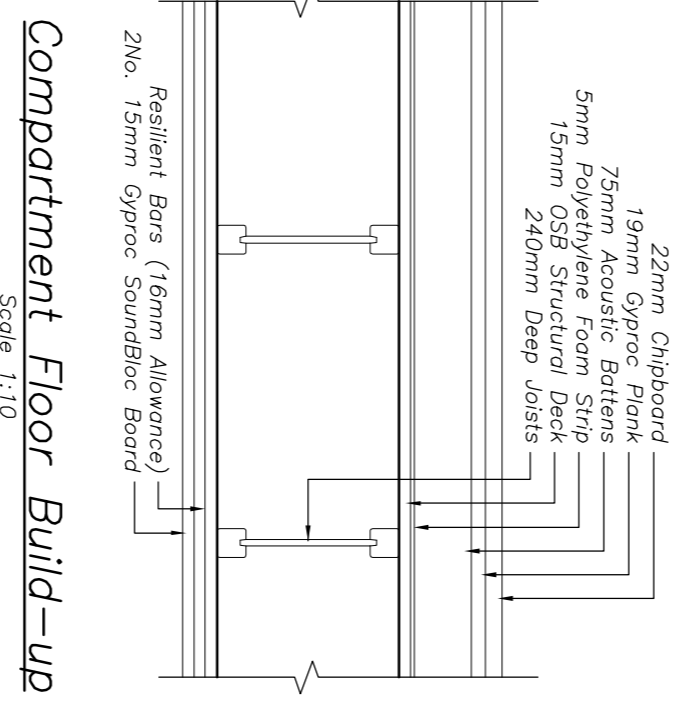 22mm Chipboard
19mm Gyproc Plank
75mm Acoustic Battens
5mm Polyethylene Foam Strip
15mm OSB Structural Deck
240mm Deep Joists
Resilient Bars (16mm Allowance)
2No. 15mm Gyproc SoundBloc Board
Compartment Floor Build-up
Scale 1:10